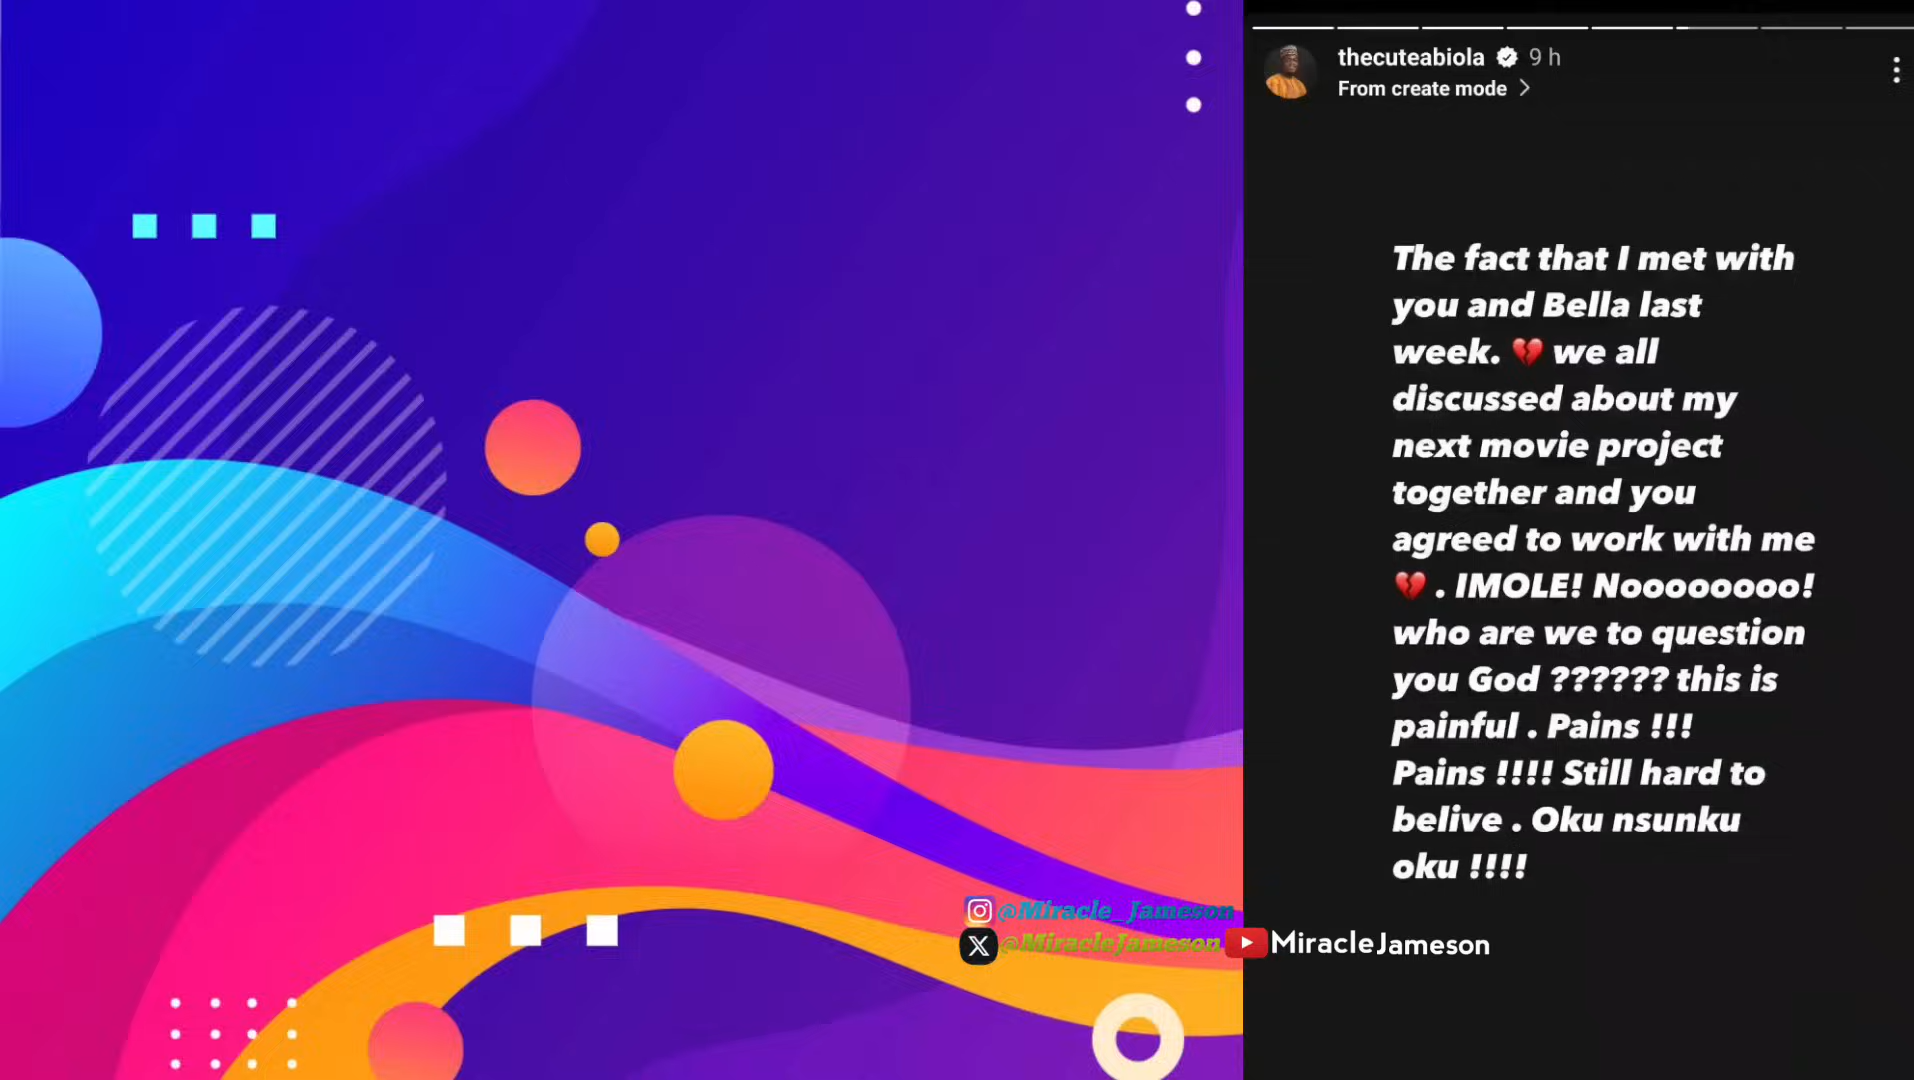 thecuteabiola 9 h
From create mode
The fact that I met with
you and Bella last
week. 💔 we all
discussed about my
next movie project
together and you
agreed to work with me
💔 . IMOLE! Noooooooo!
who are we to question
you God ?????? this is
painful . Pains !!!
Pains !!!! Still hard to
belive . Oku nsunku
oku !!!!
@Miracle_Jameson
@MiracleJameson
MiracleJameson